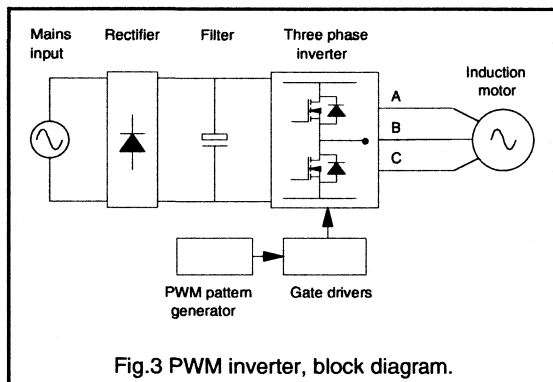 Mains
input
Rectifier
Filter
Three phase
inverter
Induction
motor
A
B
C
PWM pattern
generator
Gate drivers
Fig.3 PWM inverter, block diagram.